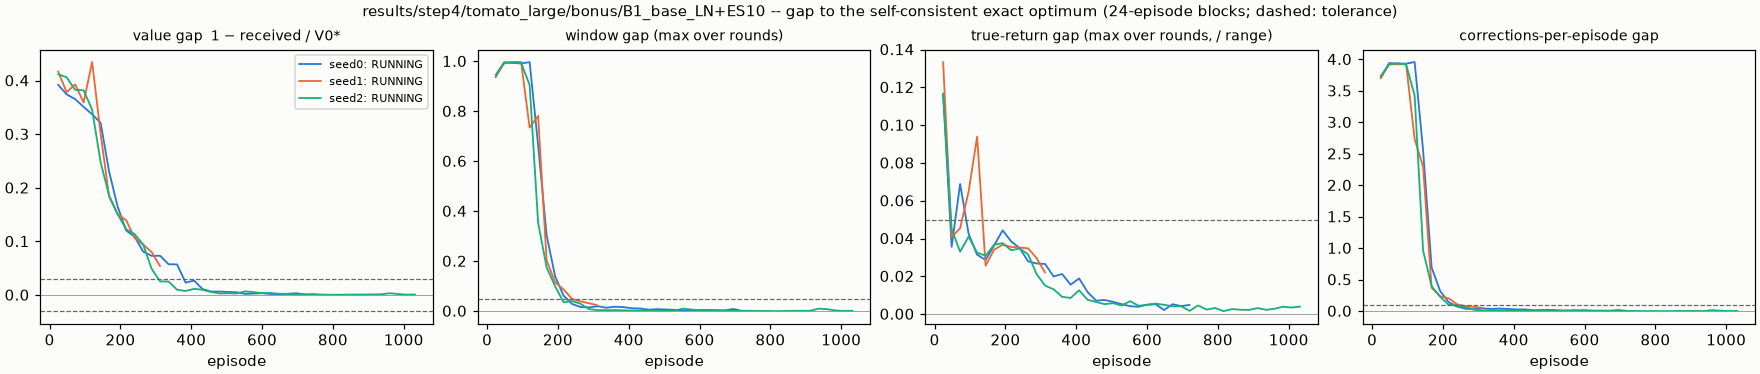 results/step4/tomato_large/bonus/B1_base_LN+ES10 -- gap to the self-consistent exact optimum (24-episode blocks; dashed: tolerance)
value gap  1 − received / V0*
seed0: RUNNING
seed1: RUNNING
seed2: RUNNING
0.4
0.3
0.2
0.1
0.0
0 200 400 600 800 1000
episode
window gap (max over rounds)
1.0
0.8
0.6
0.4
0.2
0.0
0 200 400 600 800 1000
episode
true-return gap (max over rounds, / range)
0.14
0.12
0.10
0.08
0.06
0.04
0.02
0.00
0 200 400 600 800 1000
episode
corrections-per-episode gap
4.0
3.5
3.0
2.5
2.0
1.5
1.0
0.5
0.0
0 200 400 600 800 1000
episode